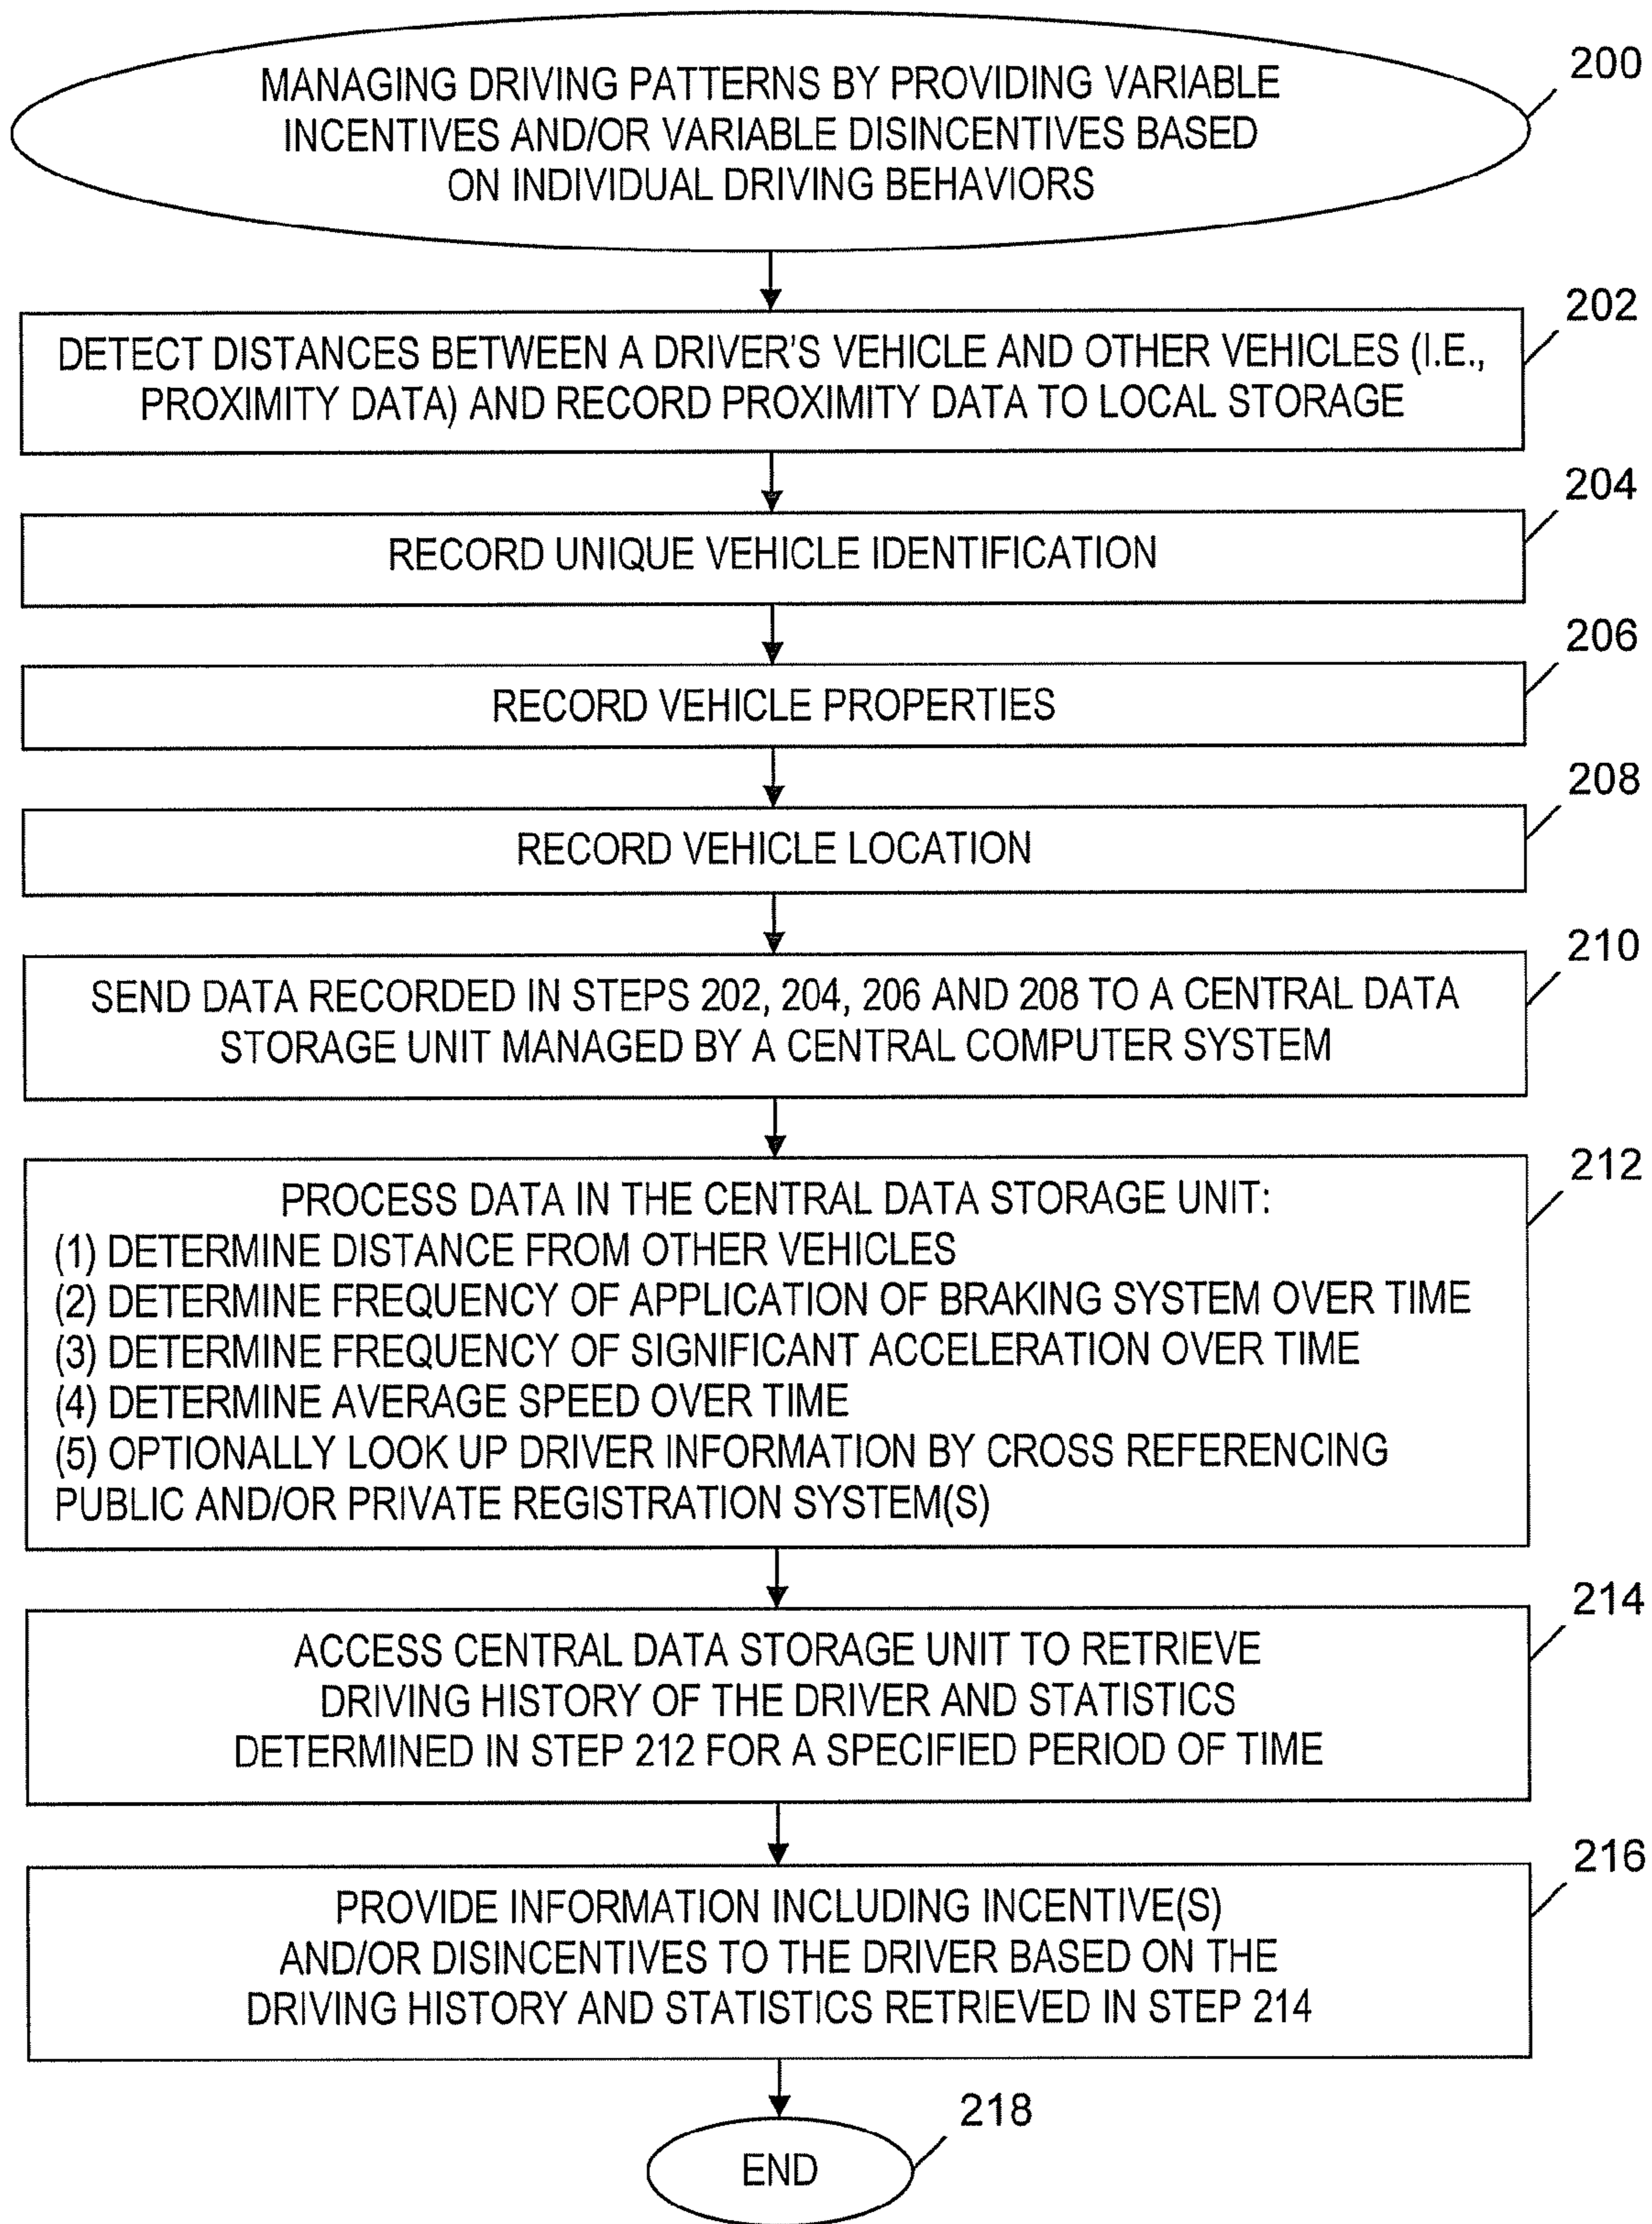 200
MANAGING DRIVING PATTERNS BY PROVIDING VARIABLE
INCENTIVES AND/OR VARIABLE DISINCENTIVES BASED
ON INDIVIDUAL DRIVING BEHAVIORS
202
DETECT DISTANCES BETWEEN A DRIVER'S VEHICLE AND OTHER VEHICLES (I.E.,
PROXIMITY DATA) AND RECORD PROXIMITY DATA TO LOCAL STORAGE
204
RECORD UNIQUE VEHICLE IDENTIFICATION
206
RECORD VEHICLE PROPERTIES
208
RECORD VEHICLE LOCATION
210
SEND DATA RECORDED IN STEPS 202, 204, 206 AND 208 TO A CENTRAL DATA
STORAGE UNIT MANAGED BY A CENTRAL COMPUTER SYSTEM
212
PROCESS DATA IN THE CENTRAL DATA STORAGE UNIT:
(1) DETERMINE DISTANCE FROM OTHER VEHICLES
(2) DETERMINE FREQUENCY OF APPLICATION OF BRAKING SYSTEM OVER TIME
(3) DETERMINE FREQUENCY OF SIGNIFICANT ACCELERATION OVER TIME
(4) DETERMINE AVERAGE SPEED OVER TIME
(5) OPTIONALLY LOOK UP DRIVER INFORMATION BY CROSS REFERENCING
PUBLIC AND/OR PRIVATE REGISTRATION SYSTEM(S)
214
ACCESS CENTRAL DATA STORAGE UNIT TO RETRIEVE
DRIVING HISTORY OF THE DRIVER AND STATISTICS
DETERMINED IN STEP 212 FOR A SPECIFIED PERIOD OF TIME
216
PROVIDE INFORMATION INCLUDING INCENTIVE(S)
AND/OR DISINCENTIVES TO THE DRIVER BASED ON THE
DRIVING HISTORY AND STATISTICS RETRIEVED IN STEP 214
218
END